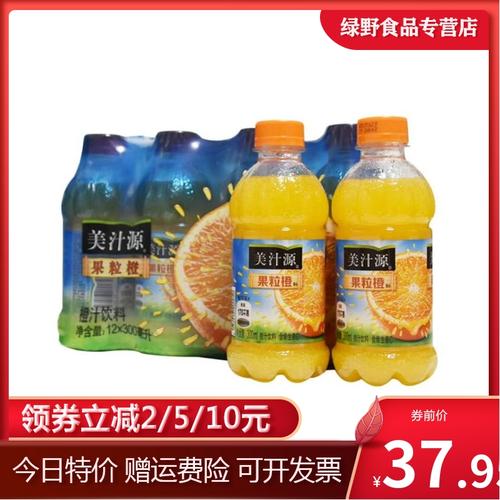 绿野食品专营店
美汁源
果粒橙
橙汁饮料
净含量:12×300毫升
果粒橙
美汁源
果粒橙
美汁源
果粒橙
领券立减2/5/10元
今日特价 赠运费险 可开发票
券前价
¥37.9